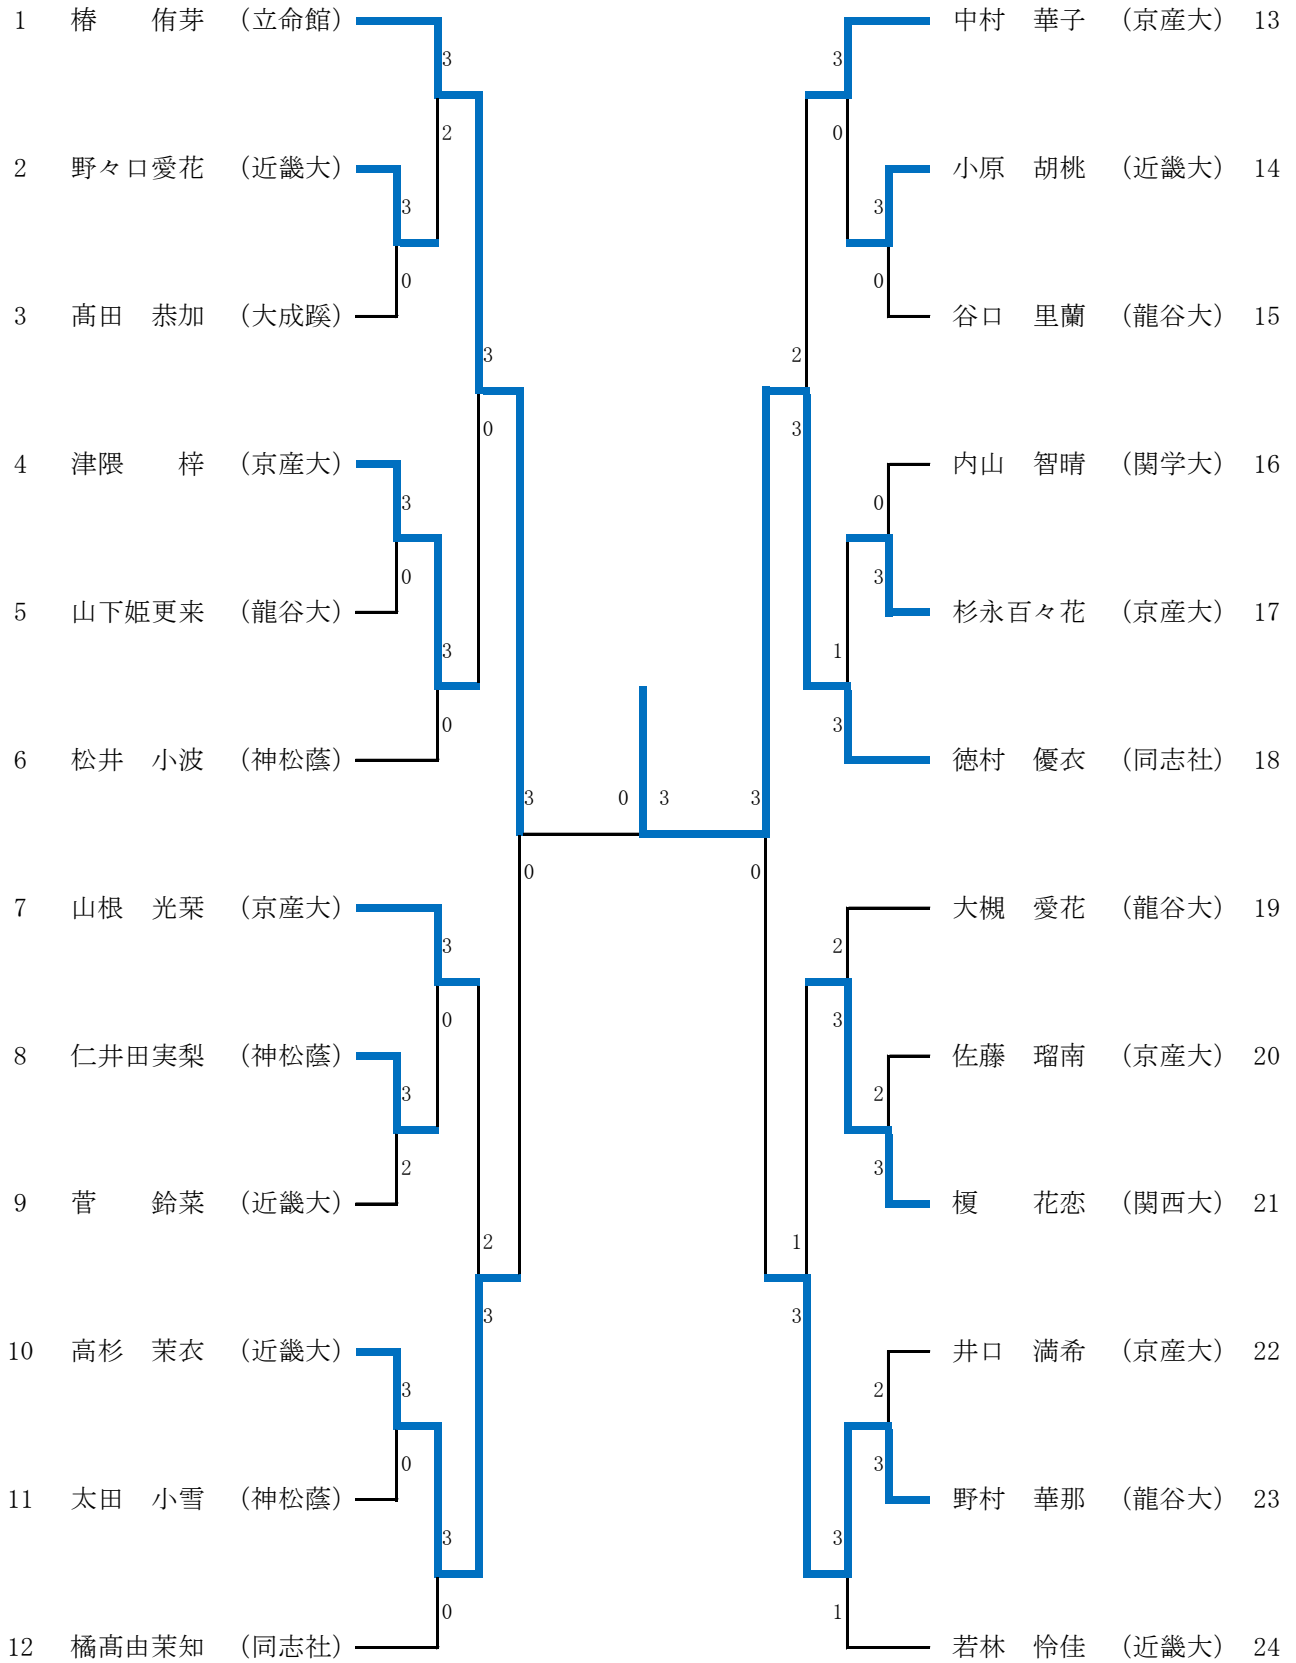 1 椿　　侑芽 （立命館） 中村　華子 （京産大） 13
3 3
2 0
2 野々口愛花 （近畿大） 小原　胡桃 （近畿大） 14
3 3
0 0
3 髙田　恭加 （大成蹊） 谷口　里蘭 （龍谷大） 15
3 2
0 3
4 津隈　　梓 （京産大） 内山　智晴 （関学大） 16
3 0
0 3
5 山下姫更来 （龍谷大） 杉永百々花 （京産大） 17
3 1
0 3
6 松井　小波 （神松蔭） 徳村　優衣 （同志社） 18
3 0 3 3
0 0
7 山根　光栞 （京産大） 大槻　愛花 （龍谷大） 19
3 2
0 3
8 仁井田実梨 （神松蔭） 佐藤　瑠南 （京産大） 20
3 2
2 3
9 菅　　鈴菜 （近畿大） 榎　　花恋 （関西大） 21
2 1
3 3
10 高杉　茉衣 （近畿大） 井口　満希 （京産大） 22
3 2
0 3
11 太田　小雪 （神松蔭） 野村　華那 （龍谷大） 23
3 3
0 1
12 橘髙由茉知 （同志社） 若林　怜佳 （近畿大） 24